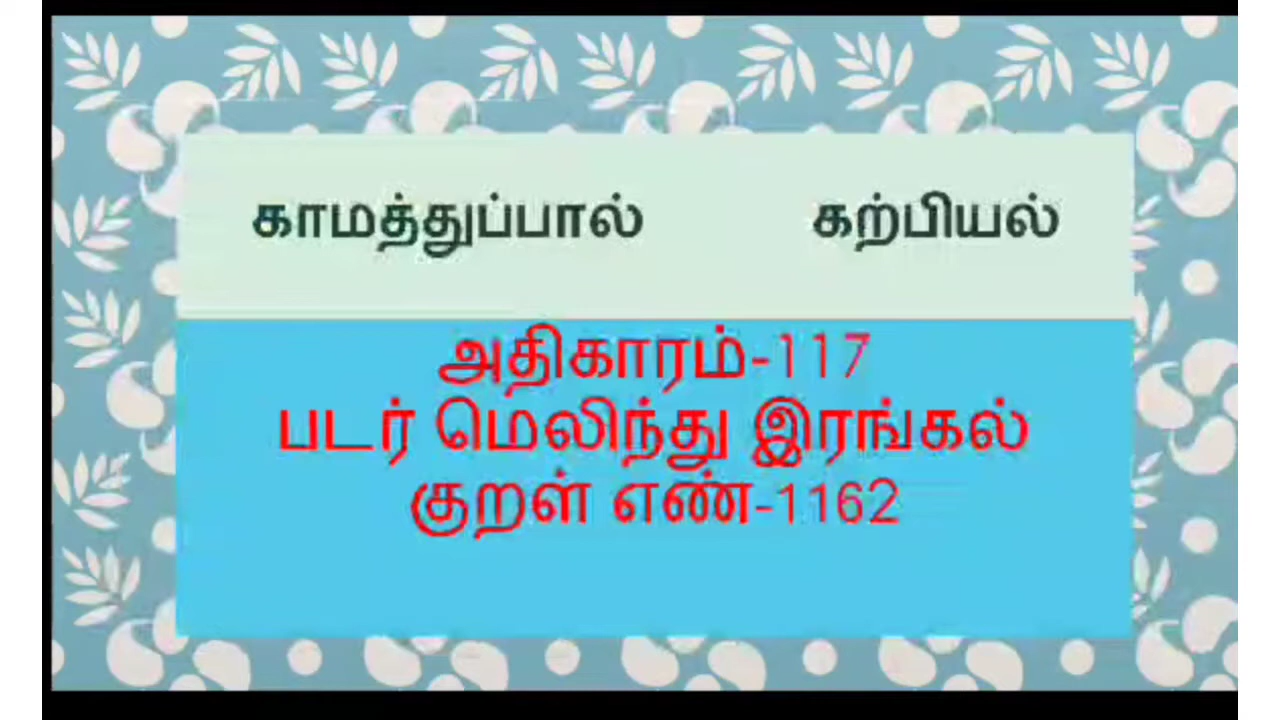 காமத்துப்பால் கற்பியல்
அதிகாரம்-117
படர் மெலிந்து இரங்கல்
குறள் எண்-1162